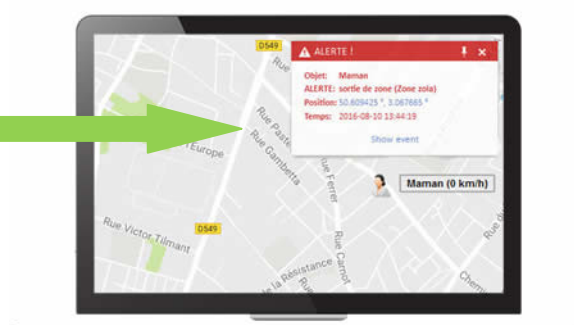 D549
ALERTE !
Rue
Objet: Maman
ALERTE: sortie de zone (Zone zola)
Position: 50.609425 °, 3.067665 °
Temps: 2016-08-10 13:44:19
Show event
Rue Gambetta
Europe
Rue Ferrer
Maman (0 km/h)
Rue Victor Tilmant
D549
Rue Carnot
de la Résistance
Rue
Rue du